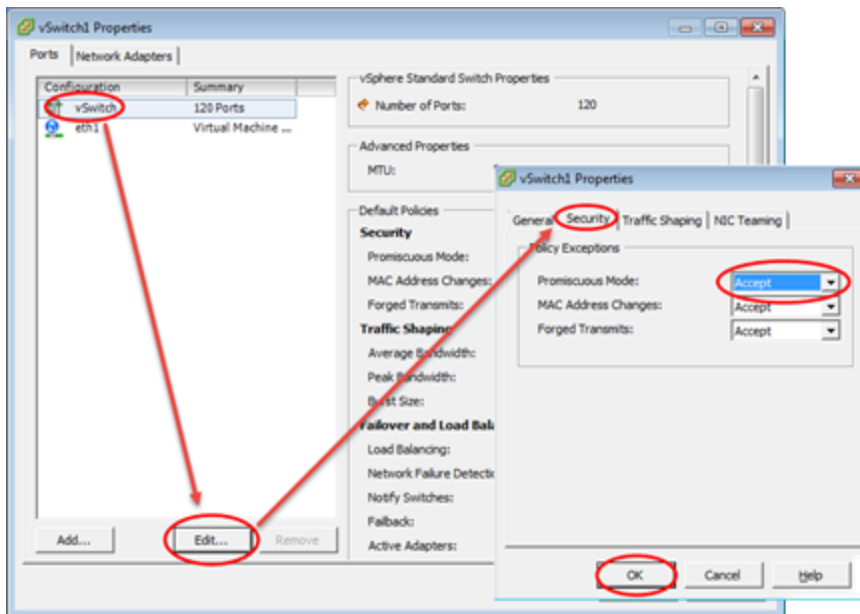 vSwitch1 Properties
Ports Network Adapters
Configuration Summary
vSwitch 120 Ports
eth1 Virtual Machine ...
Add... Edit... Remove
vSphere Standard Switch Properties
Number of Ports: 120
Advanced Properties
MTU:
Default Policies
Security
Promiscuous Mode:
MAC Address Changes:
Forged Transmits:
Traffic Shaping
Average Bandwidth:
Peak Bandwidth:
Burst Size:
Failover and Load Bala
Load Balancing:
Network Failure Detectio
Notify Switches:
Failback:
Active Adapters:
vSwitch1 Properties
General Security Traffic Shaping NIC Teaming
Policy Exceptions
Promiscuous Mode: Accept
MAC Address Changes: Accept
Forged Transmits: Accept
OK Cancel Help